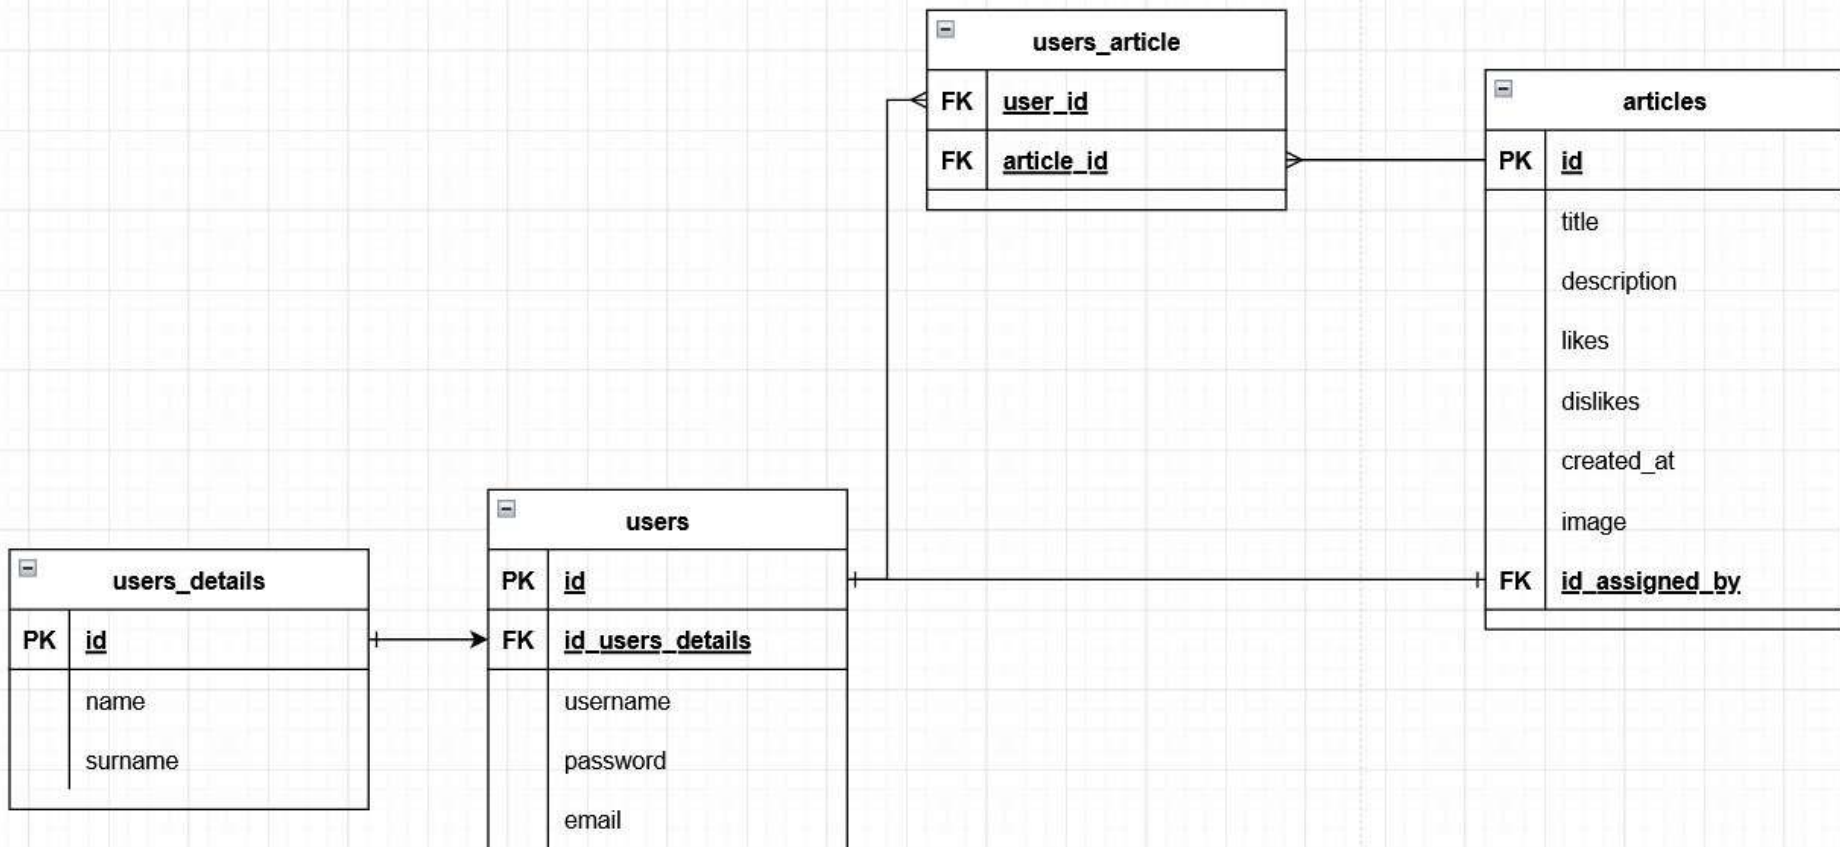 users_article
FK user_id
FK article_id
articles
PK id
title
description
likes
dislikes
created_at
image
FK id_assigned_by
users
PK id
FK id_users_details
username
password
email
users_details
PK id
name
surname